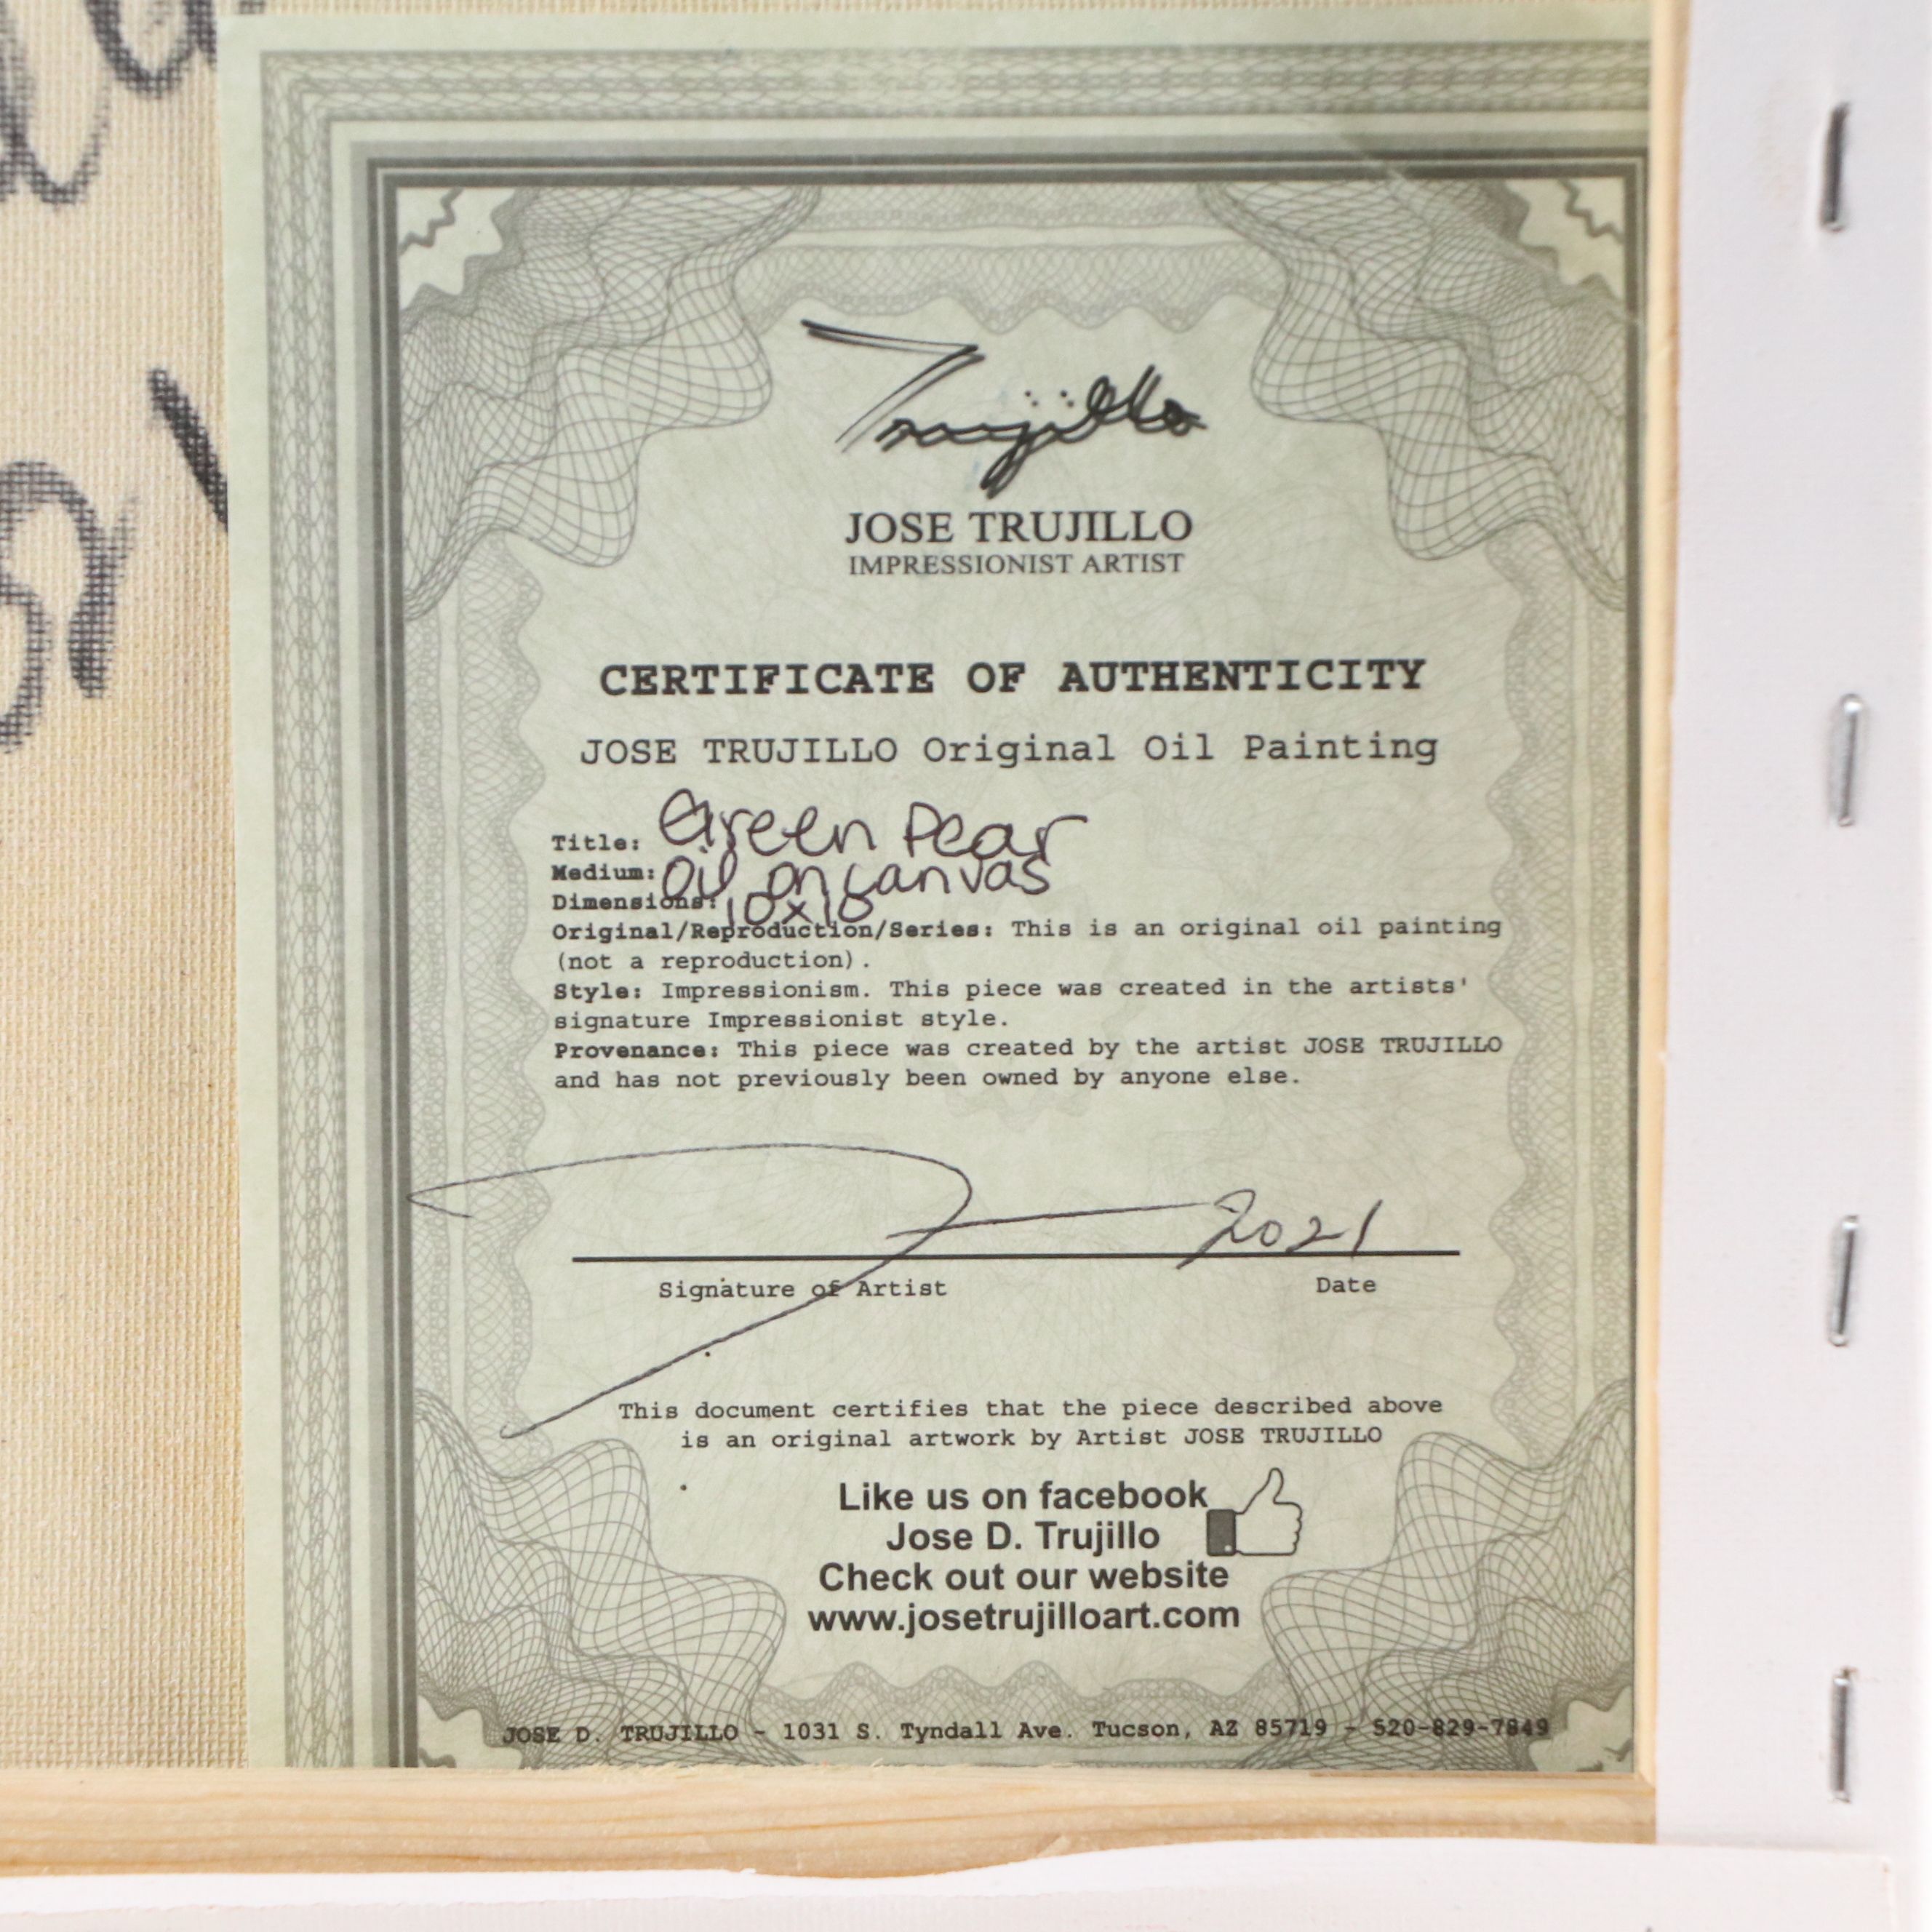 Trujillo
JOSE TRUJILLO
IMPRESSIONIST ARTIST
CERTIFICATE OF AUTHENTICITY
JOSE TRUJILLO Original Oil Painting
Title: Green Pear
Medium: Oil on canvas
Dimensions: 10x10
Original/Reproduction/Series: This is an original oil painting
(not a reproduction).
Style: Impressionism. This piece was created in the artists'
signature Impressionist style.
Provenance: This piece was created by the artist JOSE TRUJILLO
and has not previously been owned by anyone else.
2021
Signature of Artist Date
This document certifies that the piece described above
is an original artwork by Artist JOSE TRUJILLO
Like us on facebook
Jose D. Trujillo
Check out our website
www.josetrujilloart.com
JOSE D. TRUJILLO - 1031 S. Tyndall Ave. Tucson, AZ 85719 - 520-829-7849